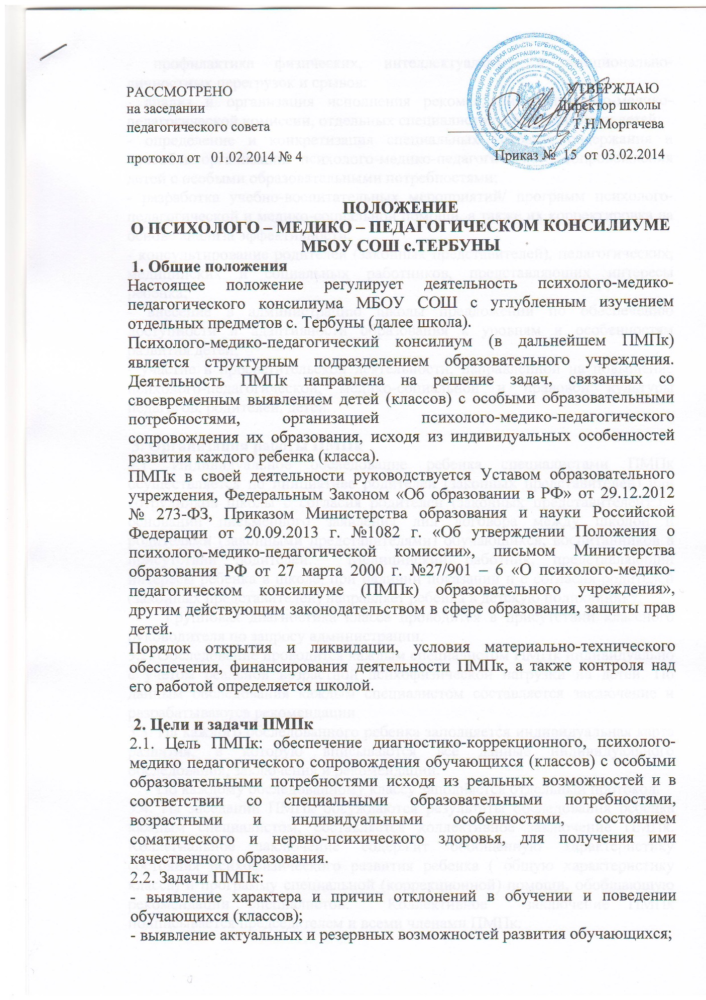 РАССМОТРЕНО УТВЕРЖДАЮ
на заседании Директор школы
педагогического совета Т.Н.Моргачева
протокол от 01.02.2014 № 4 Приказ № 15 от 03.02.2014
ПОЛОЖЕНИЕ
О ПСИХОЛОГО – МЕДИКО – ПЕДАГОГИЧЕСКОМ КОНСИЛИУМЕ
МБОУ СОШ с.ТЕРБУНЫ
1. Общие положения
Настоящее положение регулирует деятельность психолого-медико-
педагогического консилиума МБОУ СОШ с углубленным изучением
отдельных предметов с. Тербуны (далее школа).
Психолого-медико-педагогический консилиум (в дальнейшем ПМПк)
является структурным подразделением образовательного учреждения.
Деятельность ПМПк направлена на решение задач, связанных со
своевременным выявлением детей (классов) с особыми образовательными
потребностями, организацией психолого-медико-педагогического
сопровождения их образования, исходя из индивидуальных особенностей
развития каждого ребенка (класса).
ПМПк в своей деятельности руководствуется Уставом образовательного
учреждения, Федеральным Законом «Об образовании в РФ» от 29.12.2012
№ 273-ФЗ, Приказом Министерства образования и науки Российской
Федерации от 20.09.2013 г. №1082 г. «Об утверждении Положения о
психолого-медико-педагогической комиссии», письмом Министерства
образования РФ от 27 марта 2000 г. №27/901 – 6 «О психолого-медико-
педагогическом консилиуме (ПМПк) образовательного учреждения»,
другим действующим законодательством в сфере образования, защиты прав
детей.
Порядок открытия и ликвидации, условия материально-технического
обеспечения, финансирования деятельности ПМПк, а также контроля над
его работой определяется школой.
2. Цели и задачи ПМПк
2.1. Цель ПМПк: обеспечение диагностико-коррекционного, психолого-
медико педагогического сопровождения обучающихся (классов) с особыми
образовательными потребностями исходя из реальных возможностей и в
соответствии со специальными образовательными потребностями,
возрастными и индивидуальными особенностями, состоянием
соматического и нервно-психического здоровья, для получения ими
качественного образования.
2.2. Задачи ПМПк:
- выявление характера и причин отклонений в обучении и поведении
обучающихся (классов);
- выявление актуальных и резервных возможностей развития обучающихся;